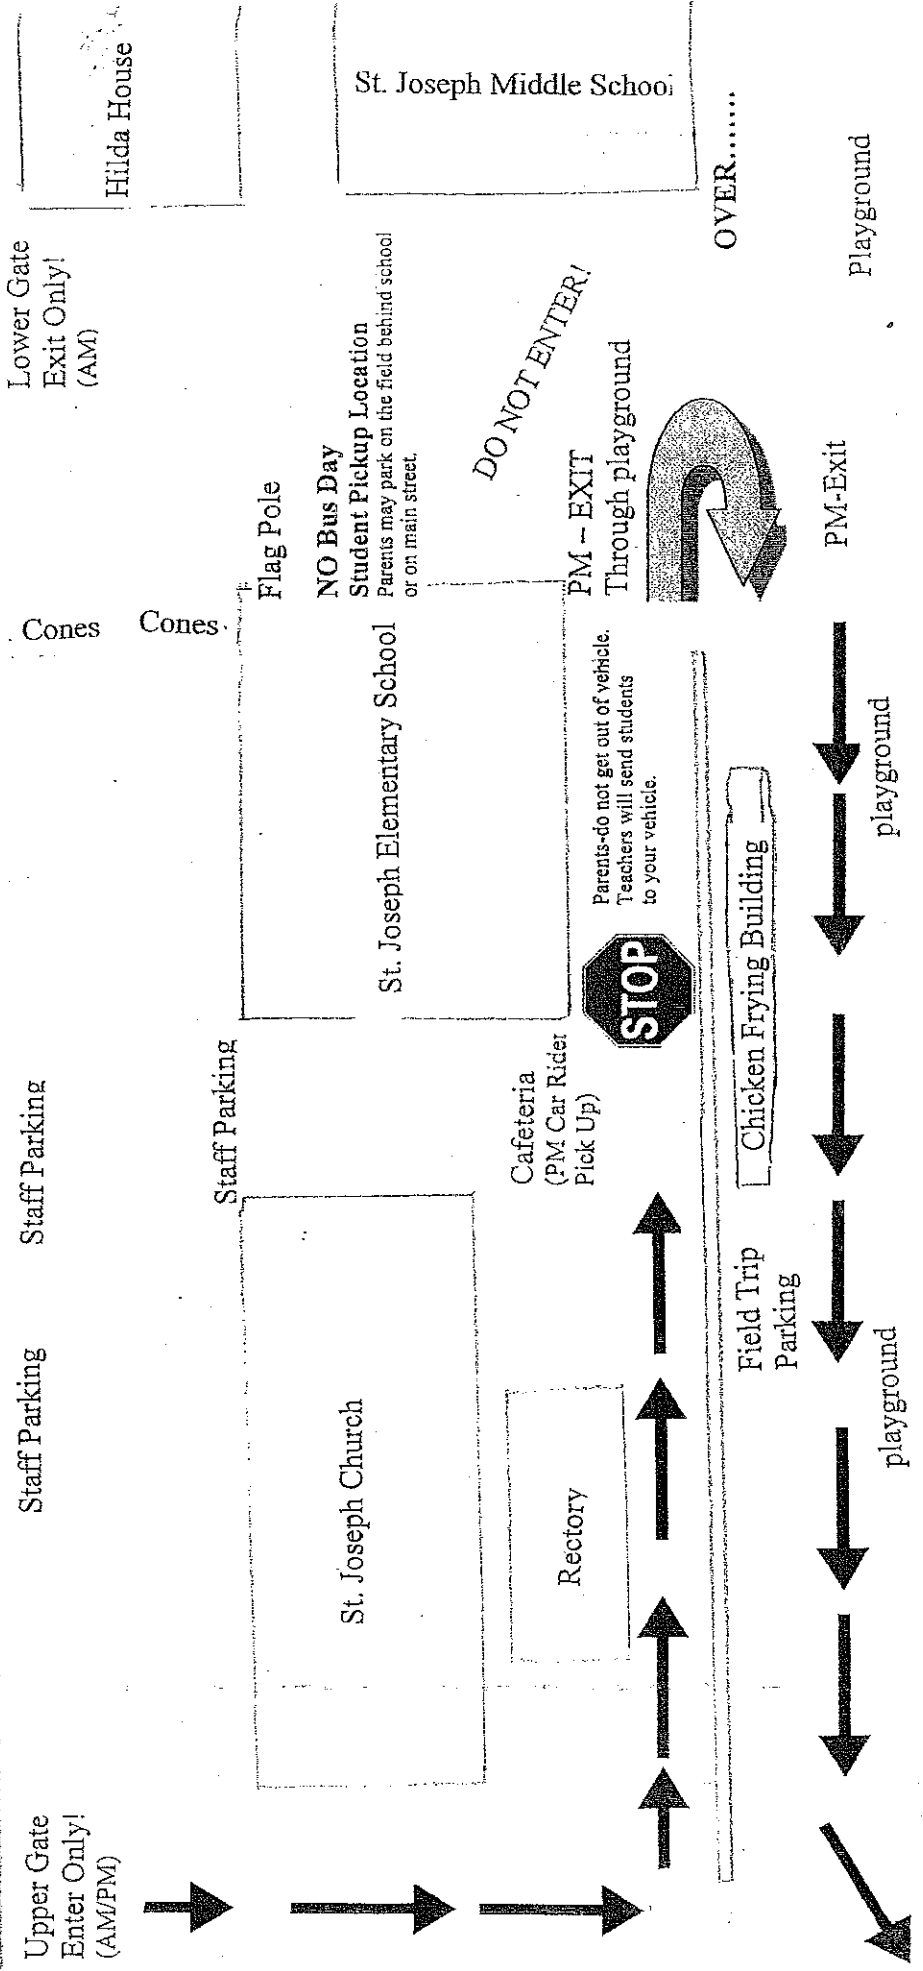 Upper Gate
Enter Only!
(AM/PM)
Staff Parking
Staff Parking
Cones
Cones
Lower Gate
Exit Only!
(AM)
Hilda House
St. Joseph Church
Staff Parking
St. Joseph Elementary School
Flag Pole
NO Bus Day
Student Pickup Location
Parents may park on the field behind school
or on main street.
St. Joseph Middle School
DO NOT ENTER!
Rectory
Cafeteria
(PM Car Rider
Pick Up)
STOP
Parents-do not get out of vehicle.
Teachers will send students
to your vehicle.
PM – EXIT
Through playground
OVER.......
Field Trip
Parking
Chicken Frying Building
PM-Exit
Playground
playground
playground